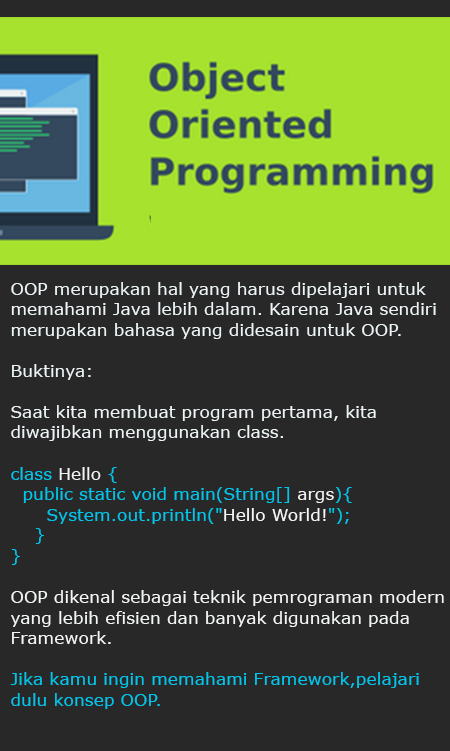 Object
Oriented
Programming
OOP merupakan hal yang harus dipelajari untuk
memahami Java lebih dalam. Karena Java sendiri
merupakan bahasa yang didesain untuk OOP.
Buktinya:
Saat kita membuat program pertama, kita
diwajibkan menggunakan class.
class Hello {
public static void main(String[] args){
System.out.println("Hello World!");
}
}
OOP dikenal sebagai teknik pemrograman modern
yang lebih efisien dan banyak digunakan pada
Framework.
Jika kamu ingin memahami Framework,pelajari
dulu konsep OOP.